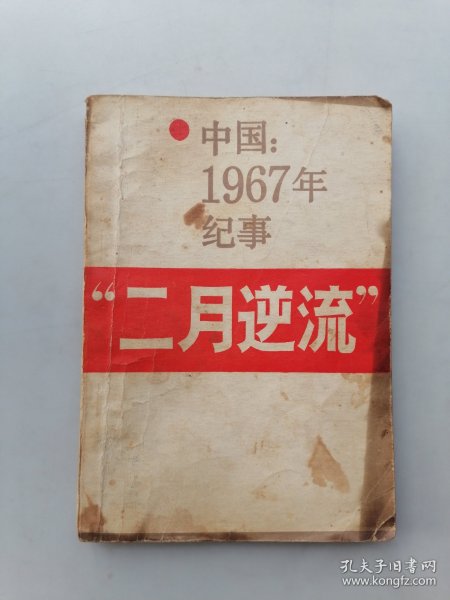 中国:
1967年
纪事
“二月逆流”
孔夫子旧书网
www.kongfz.com